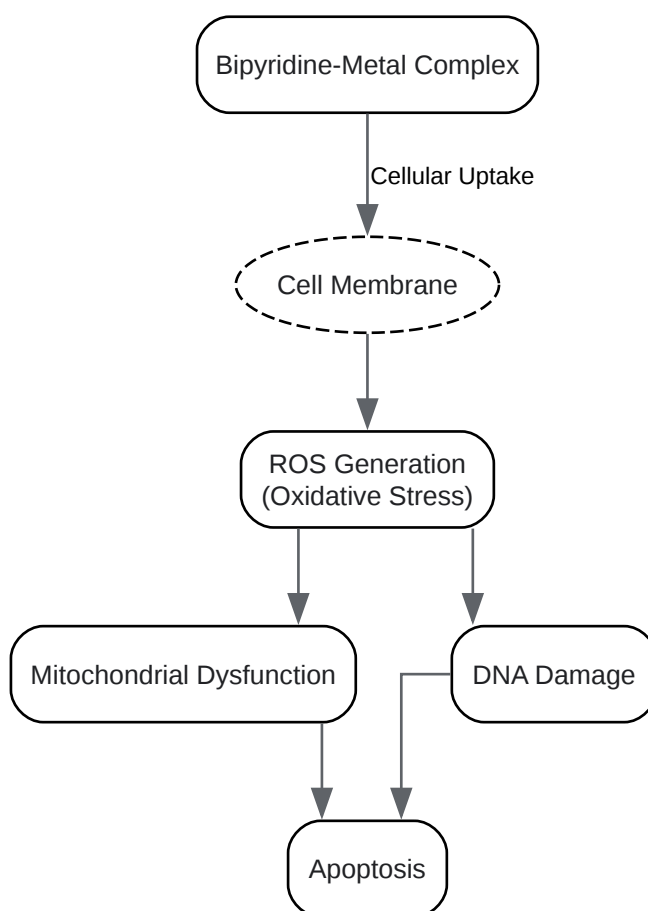 Bipyridine-Metal Complex
Cellular Uptake
Cell Membrane
ROS Generation
(Oxidative Stress)
Mitochondrial Dysfunction
DNA Damage
Apoptosis